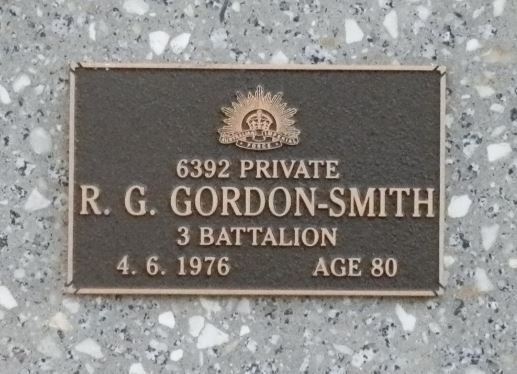 6392 PRIVATE
R. G. GORDON-SMITH
3 BATTALION
4. 6. 1976 AGE 80